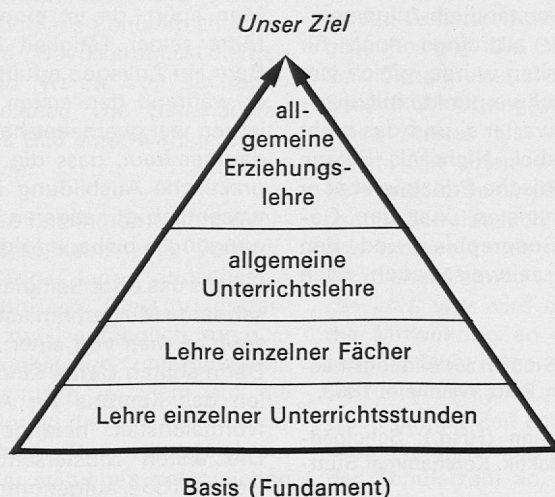 Unser Ziel
all-
gemeine
Erziehungs-
lehre
allgemeine
Unterrichtslehre
Lehre einzelner Fächer
Lehre einzelner Unterrichtsstunden
Basis (Fundament)